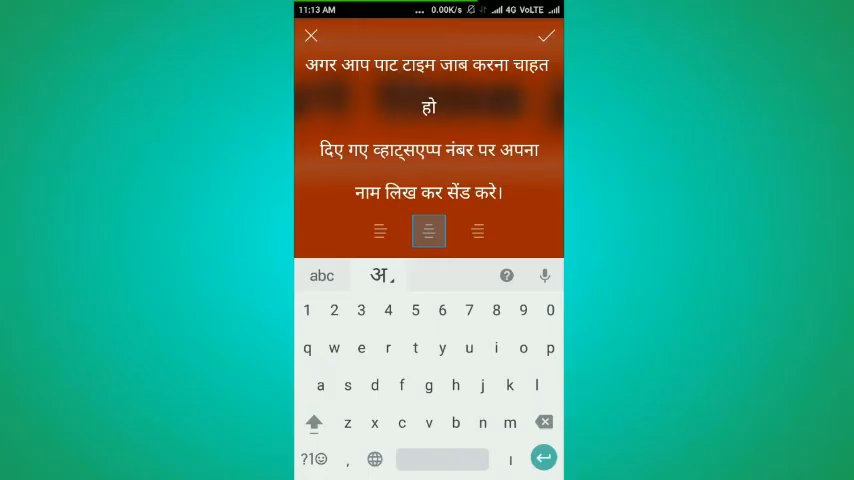 11:13 AM ... 0.00K/s 4G VoLTE
अगर आप पाट टाइम जाब करना चाहत
हो
दिए गए व्हाट्सएप्प नंबर पर अपना
नाम लिख कर सेंड करे।
abc अ
1 2 3 4 5 6 7 8 9 0
q w e r t y u i o p
a s d f g h j k l
z x c v b n m
?1☺ , ।